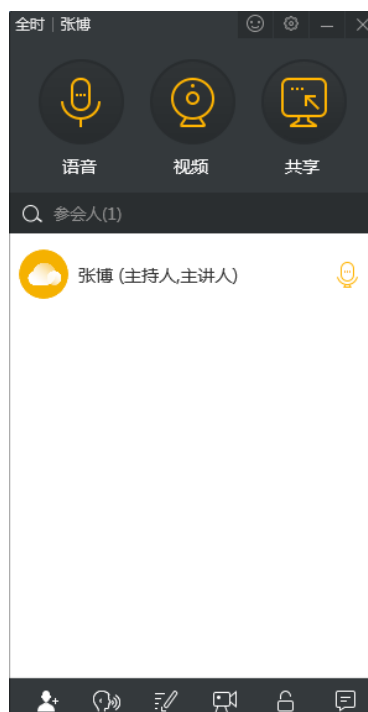 全时 | 张博
语音 视频 共享
参会人(1)
张博 (主持人,主讲人)